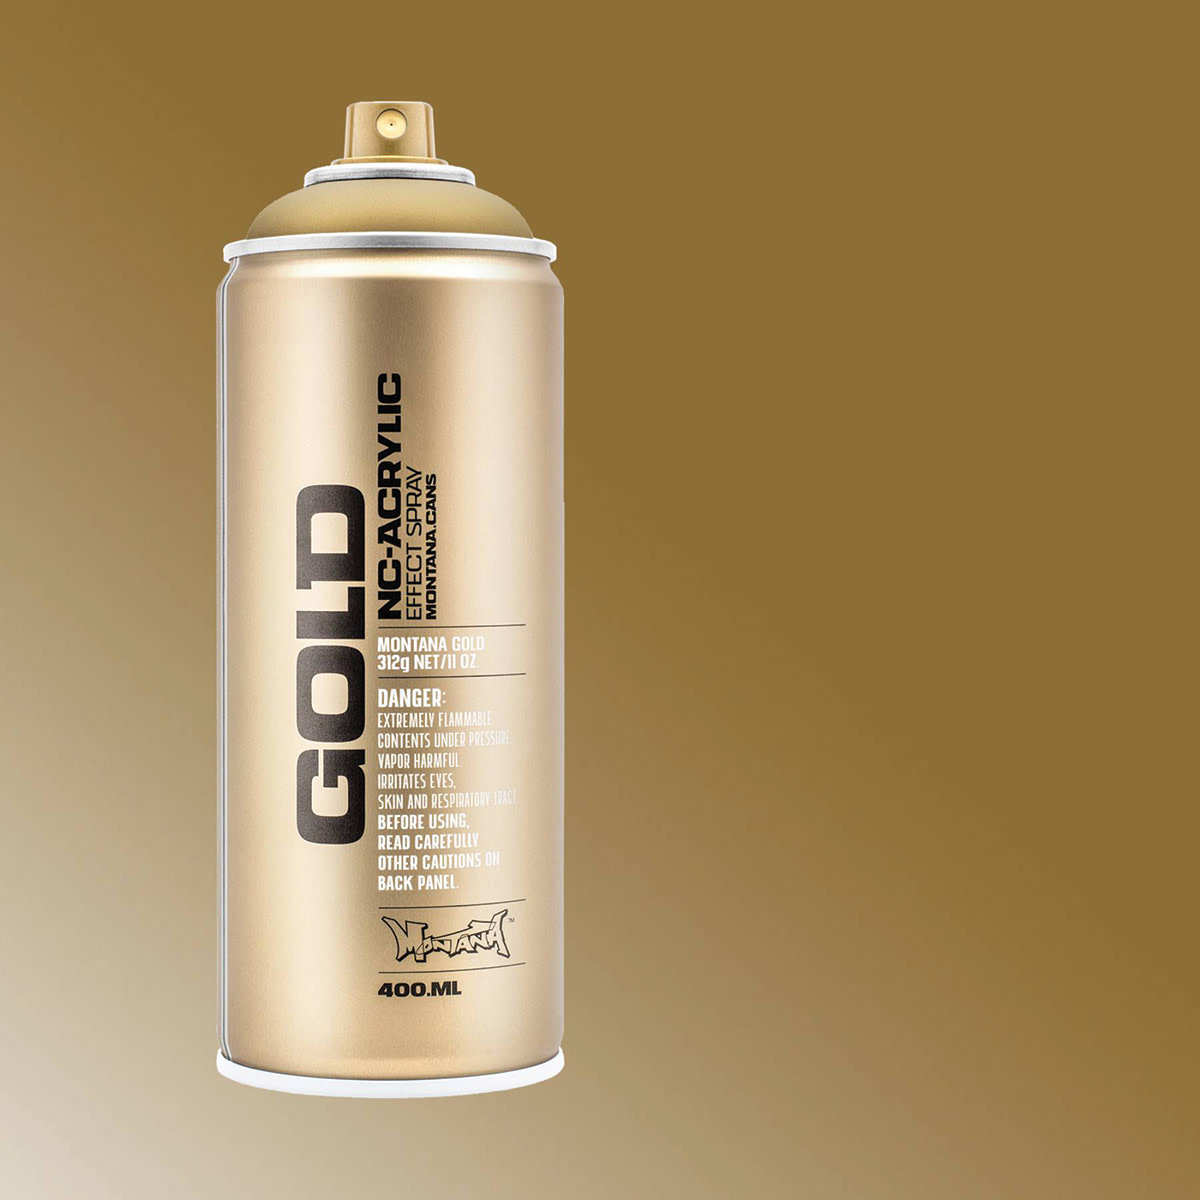 GOLD
NC-ACRYLIC
EFFECT SPRAY
MONTANA.CANS
MONTANA GOLD
312g NET/11 OZ.
DANGER:
EXTREMELY FLAMMABLE
CONTENTS UNDER PRESSURE
VAPOR HARMFUL.
IRRITATES EYES,
SKIN AND RESPIRATORY TRACT.
BEFORE USING,
READ CAREFULLY
OTHER CAUTIONS ON
BACK PANEL.
MONTANA™
400.ML